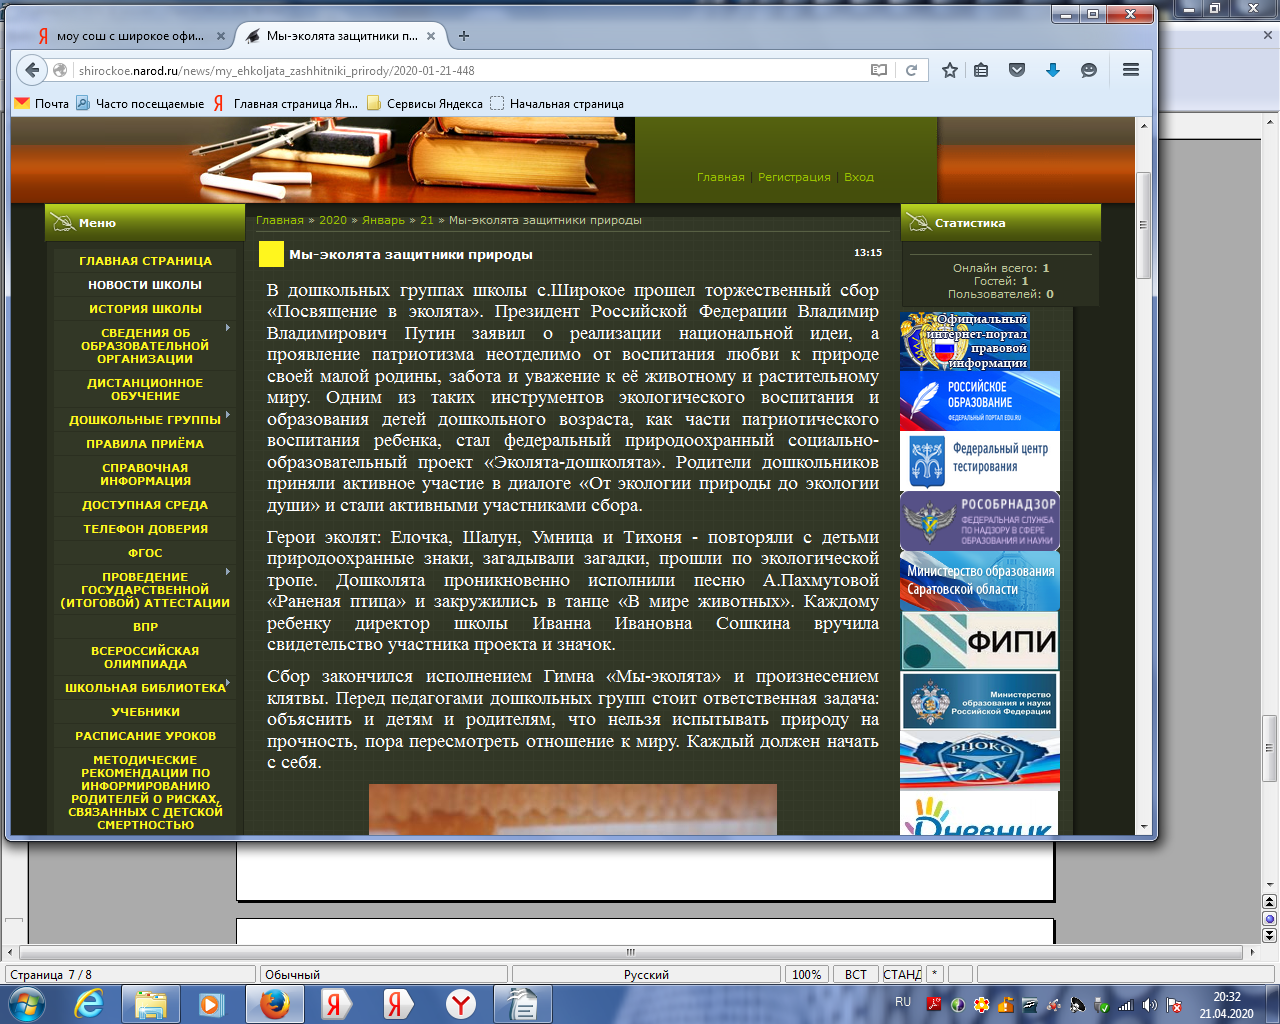 моу сош с широкое офи...
Мы-эколята защитники п...
shirockoe.narod.ru/news/my_ehkoljata_zashhitniki_prirody/2020-01-21-448
Почта
Часто посещаемые
Главная страница Ян...
Сервисы Яндекса
Начальная страница
Главная | Регистрация | Вход
Меню
ГЛАВНАЯ СТРАНИЦА
НОВОСТИ ШКОЛЫ
ИСТОРИЯ ШКОЛЫ
СВЕДЕНИЯ ОБ
ОБРАЗОВАТЕЛЬНОЙ
ОРГАНИЗАЦИИ
ДИСТАНЦИОННОЕ
ОБУЧЕНИЕ
ДОШКОЛЬНЫЕ ГРУППЫ
ПРАВИЛА ПРИЁМА
СПРАВОЧНАЯ
ИНФОРМАЦИЯ
ДОСТУПНАЯ СРЕДА
ТЕЛЕФОН ДОВЕРИЯ
ФГОС
ПРОВЕДЕНИЕ
ГОСУДАРСТВЕННОЙ
(ИТОГОВОЙ) АТТЕСТАЦИИ
ВПР
ВСЕРОССИЙСКАЯ
ОЛИМПИАДА
ШКОЛЬНАЯ БИБЛИОТЕКА
УЧЕБНИКИ
РАСПИСАНИЕ УРОКОВ
МЕТОДИЧЕСКИЕ
РЕКОМЕНДАЦИИ ПО
ИНФОРМИРОВАНИЮ
РОДИТЕЛЕЙ О РИСКАХ,
СВЯЗАННЫХ С ДЕТСКОЙ
СМЕРТНОСТЬЮ
Главная » 2020 » Январь » 21 » Мы-эколята защитники природы
Мы-эколята защитники природы
13:15
В дошкольных группах школы с.Широкое прошел торжественный сбор
«Посвящение в эколята». Президент Российской Федерации Владимир
Владимирович Путин заявил о реализации национальной идеи, а
проявление патриотизма неотделимо от воспитания любви к природе
своей малой родины, забота и уважение к её животному и растительному
миру. Одним из таких инструментов экологического воспитания и
образования детей дошкольного возраста, как части патриотического
воспитания ребенка, стал федеральный природоохранный социально-
образовательный проект «Эколята-дошколята». Родители дошкольников
приняли активное участие в диалоге «От экологии природы до экологии
души» и стали активными участниками сбора.
Герои эколят: Елочка, Шалун, Умница и Тихоня - повторяли с детьми
природоохранные знаки, загадывали загадки, прошли по экологической
тропе. Дошколята проникновенно исполнили песню А.Пахмутовой
«Раненая птица» и закружились в танце «В мире животных». Каждому
ребенку директор школы Иванна Ивановна Сошкина вручила
свидетельство участника проекта и значок.
Сбор закончился исполнением Гимна «Мы-эколята» и произнесением
клятвы. Перед педагогами дошкольных групп стоит ответственная задача:
объяснить и детям и родителям, что нельзя испытывать природу на
прочность, пора пересмотреть отношение к миру. Каждый должен начать
с себя.
Статистика
Онлайн всего: 1
Гостей: 1
Пользователей: 0
Официальный
интернет-портал
правовой
информации
РОССИЙСКОЕ
ОБРАЗОВАНИЕ
ФЕДЕРАЛЬНЫЙ ПОРТАЛ EDU.RU
Федеральный центр
тестирования
РОСОБРНАДЗОР
ФЕДЕРАЛЬНАЯ СЛУЖБА
ПО НАДЗОРУ В СФЕРЕ
ОБРАЗОВАНИЯ И НАУКИ
Министерство образования
Саратовской области
ФИПИ
Министерство
образования и науки
Российской Федерации
РЦОКО
ГАУ
Дневник
Страница 7 / 8
Обычный
Русский
100%
ВСТ
СТАНД
*
RU
20:32
21.04.2020